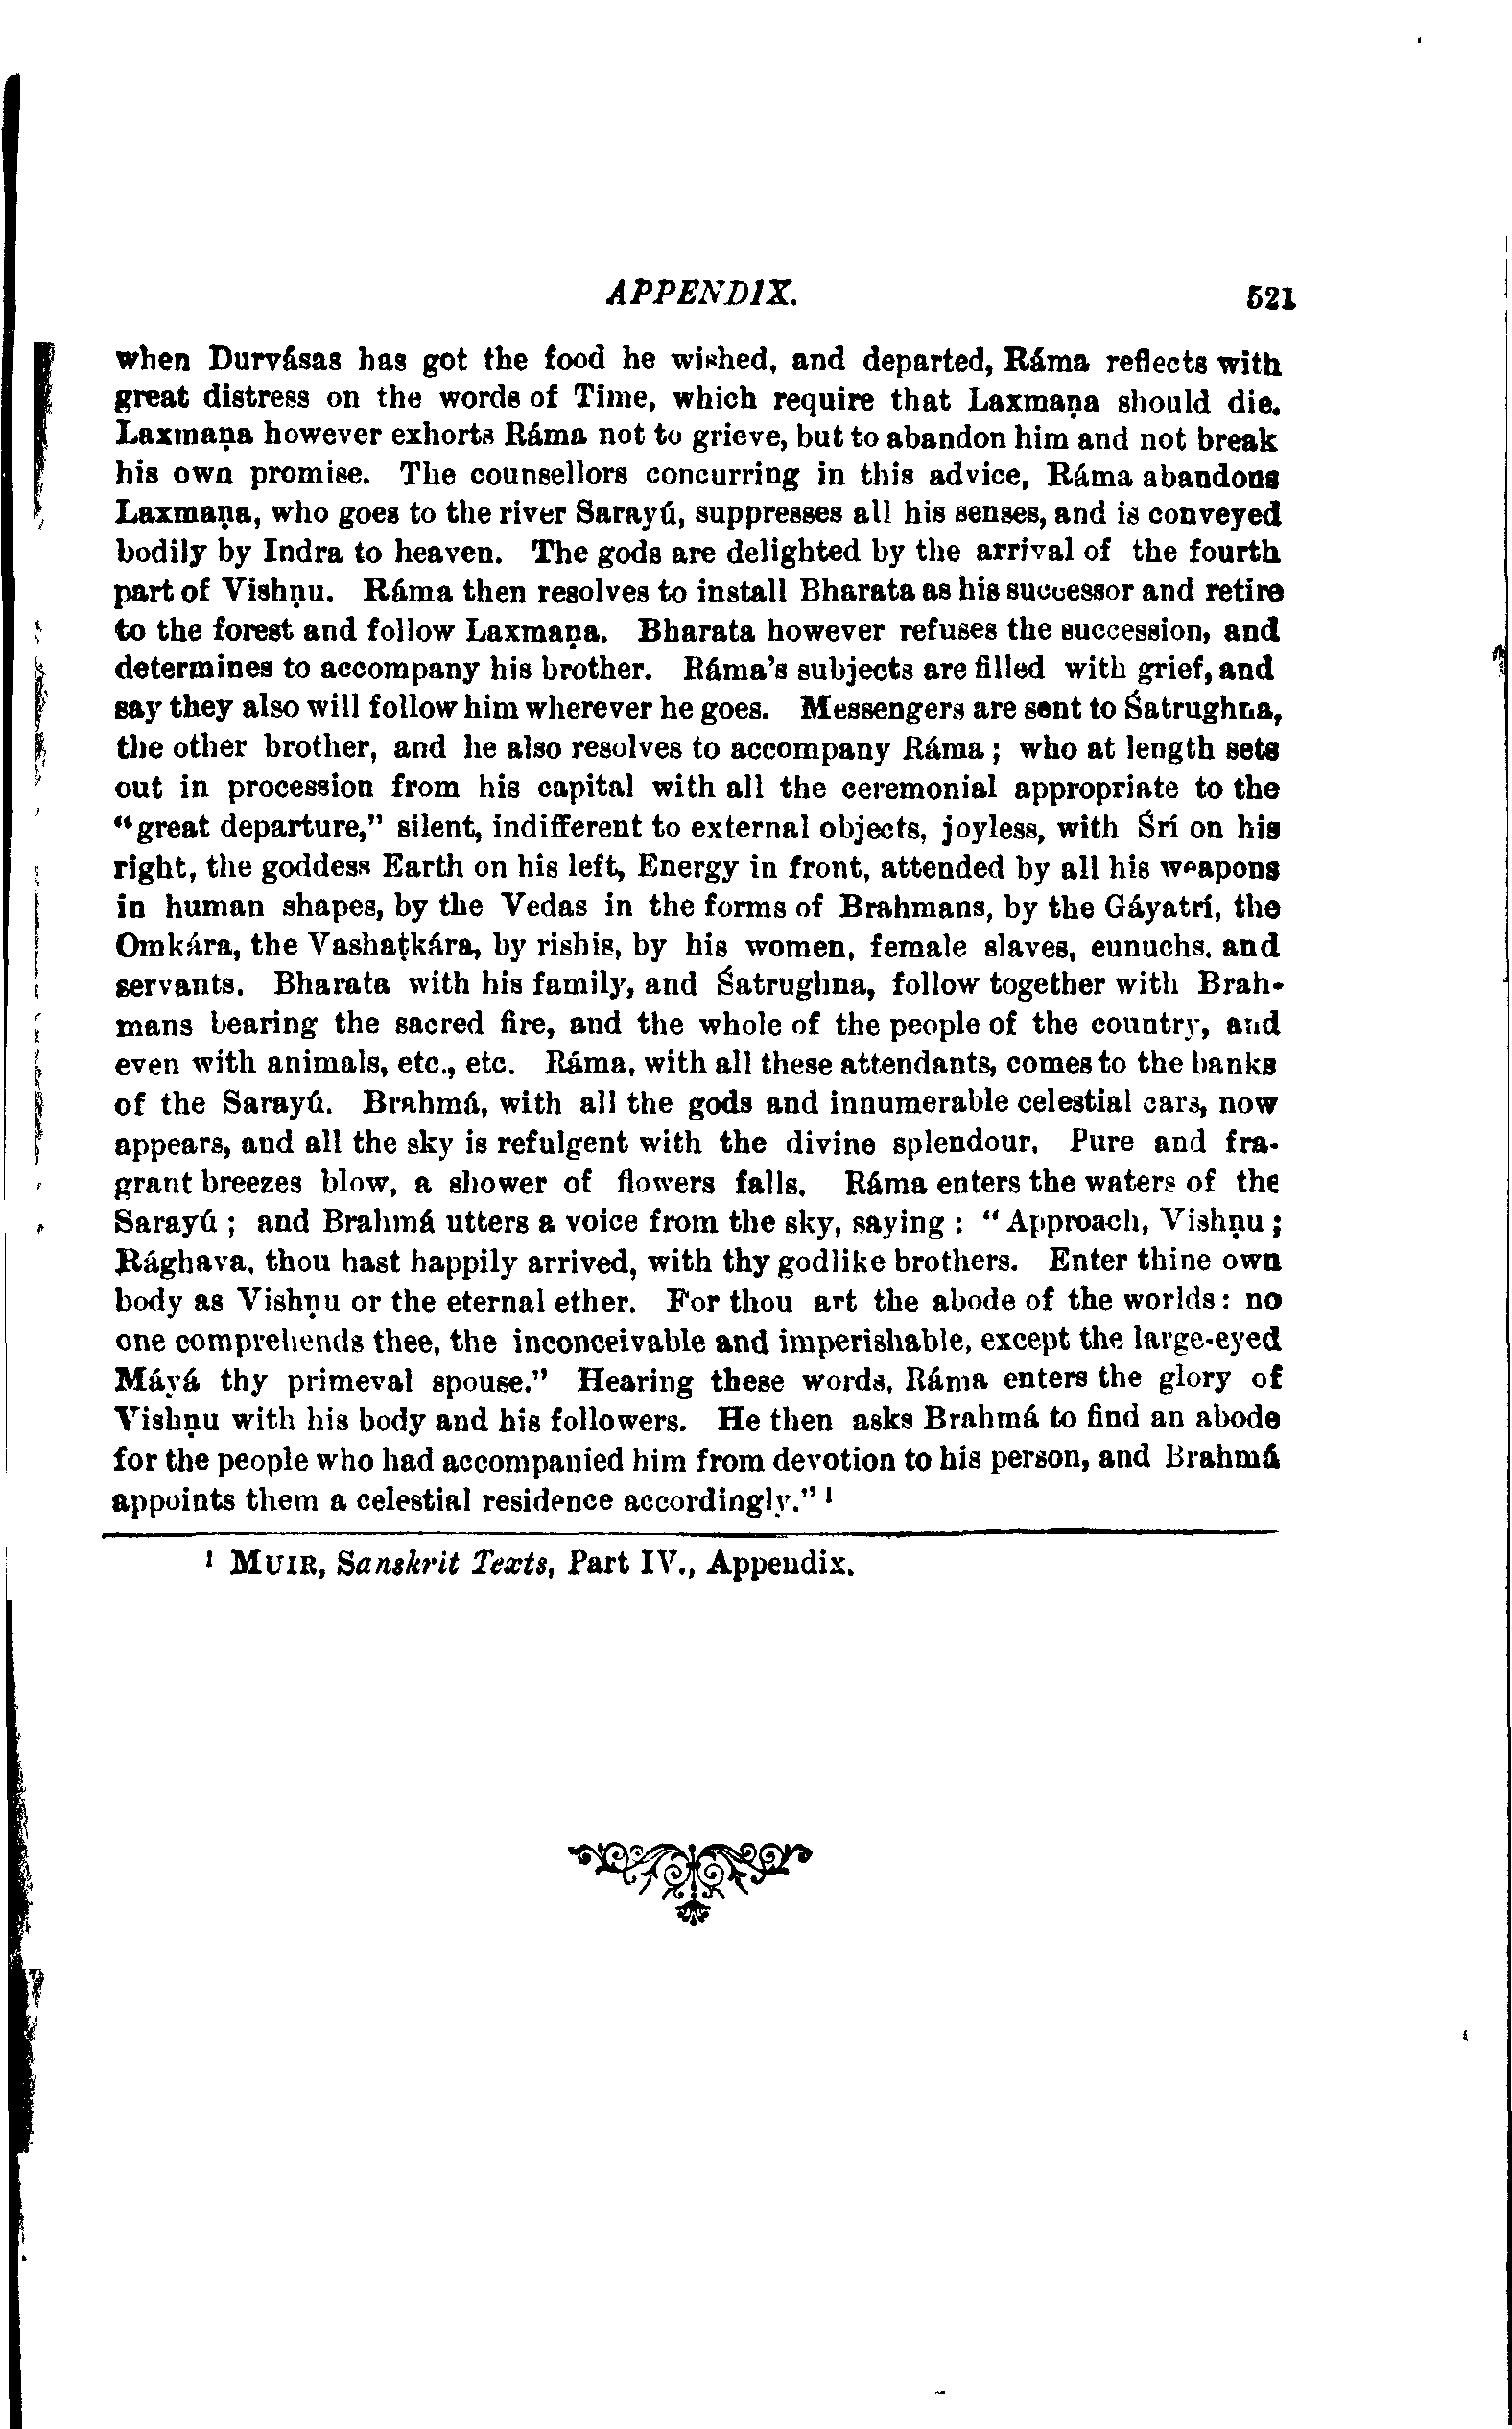 APPENDIX. 521
when Durvásas has got the food he wished, and departed, Ráma reflects with
great distress on the words of Time, which require that Laxmaṇa should die.
Laxmaṇa however exhorts Ráma not to grieve, but to abandon him and not break
his own promise. The counsellors concurring in this advice, Ráma abandons
Laxmaṇa, who goes to the river Sarayú, suppresses all his senses, and is conveyed
bodily by Indra to heaven. The gods are delighted by the arrival of the fourth
part of Vishṇu. Ráma then resolves to install Bharata as his successor and retire
to the forest and follow Laxmaṇa. Bharata however refuses the succession, and
determines to accompany his brother. Ráma's subjects are filled with grief, and
say they also will follow him wherever he goes. Messengers are sent to Śatrughna,
the other brother, and he also resolves to accompany Ráma; who at length sets
out in procession from his capital with all the ceremonial appropriate to the
"great departure," silent, indifferent to external objects, joyless, with Śrí on his
right, the goddess Earth on his left, Energy in front, attended by all his weapons
in human shapes, by the Vedas in the forms of Brahmans, by the Gáyatrí, the
Omkára, the Vashaṭkára, by rishis, by his women, female slaves, eunuchs, and
servants. Bharata with his family, and Śatrughna, follow together with Brah-
mans bearing the sacred fire, and the whole of the people of the country, and
even with animals, etc., etc. Ráma, with all these attendants, comes to the banks
of the Sarayú. Brahmá, with all the gods and innumerable celestial cars, now
appears, and all the sky is refulgent with the divine splendour. Pure and fra-
grant breezes blow, a shower of flowers falls. Ráma enters the waters of the
Sarayú; and Brahmá utters a voice from the sky, saying: "Approach, Vishṇu;
Rághava, thou hast happily arrived, with thy godlike brothers. Enter thine own
body as Vishṇu or the eternal ether. For thou art the abode of the worlds: no
one comprehends thee, the inconceivable and imperishable, except the large-eyed
Máyá thy primeval spouse." Hearing these words, Ráma enters the glory of
Vishṇu with his body and his followers. He then asks Brahmá to find an abode
for the people who had accompanied him from devotion to his person, and Brahmá
appoints them a celestial residence accordingly." ¹
¹ MUIR, Sanskrit Texts, Part IV., Appendix.